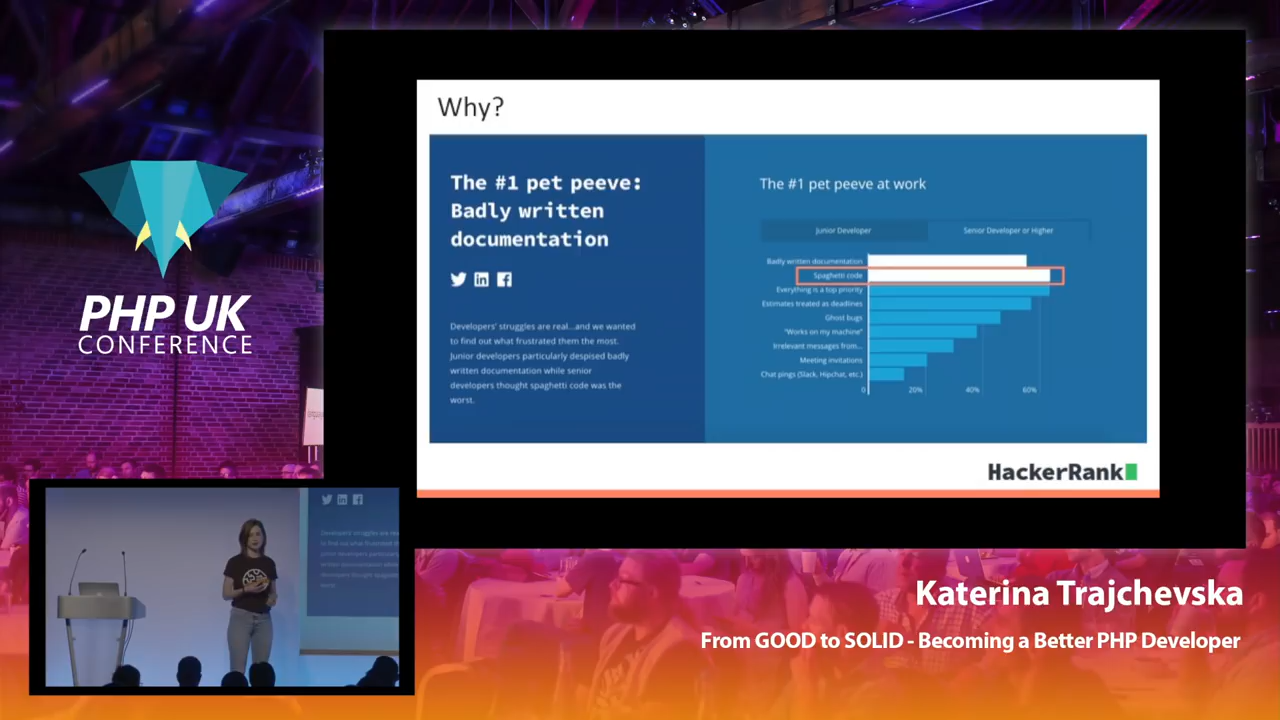 PHP UK
CONFERENCE
Why?
The #1 pet peeve:
Badly written
documentation
Developers' struggles are real...and we wanted
to find out what frustrated them the most.
Junior developers particularly despised badly
written documentation while senior
developers thought spaghetti code was the
worst.
The #1 pet peeve at work
Junior Developer
Senior Developer or Higher
Badly written documentation
Spaghetti code
Everything is a top priority
Estimates treated as deadlines
Ghost bugs
"Works on my machine"
Irrelevant messages from...
Meeting invitations
Chat pings (Slack, Hipchat, etc.)
0 20% 40% 60%
HackerRank
Katerina Trajchevska
From GOOD to SOLID - Becoming a Better PHP Developer